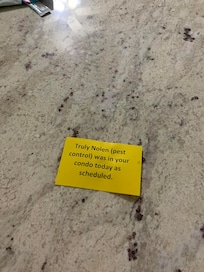 Truly Nolen (pest
control) was in your
condo today as
scheduled.